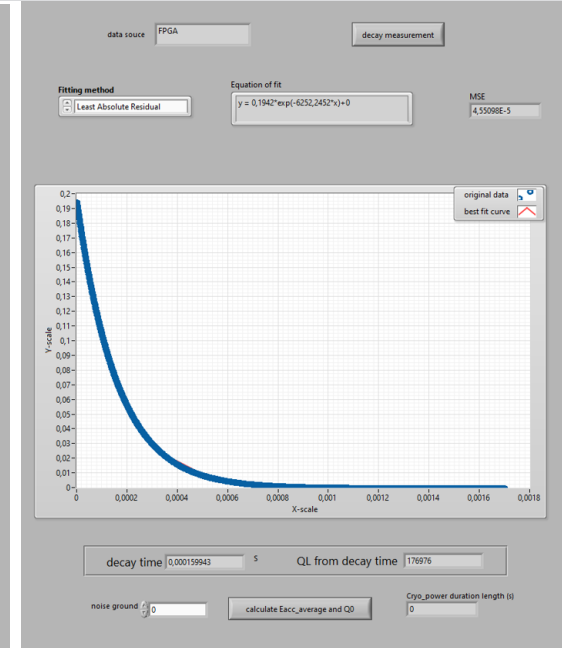 data souce FPGA decay measurement
Fitting method
Least Absolute Residual
Equation of fit
y = 0,1942*exp(-6252,2452*x)+0
MSE
4,55098E-5
original data
best fit curve
0,2
0,19
0,18
0,17
0,16
0,15
0,14
0,13
0,12
0,11
0,1
0,09
0,08
0,07
0,06
0,05
0,04
0,03
0,02
0,01
0
Y-scale
0 0,0002 0,0004 0,0006 0,0008 0,001 0,0012 0,0014 0,0016 0,0018
X-scale
decay time 0,000159943 s QL from decay time 176976
noise ground 0 calculate Eacc_average and Q0
Cryo_power duration length (s)
0